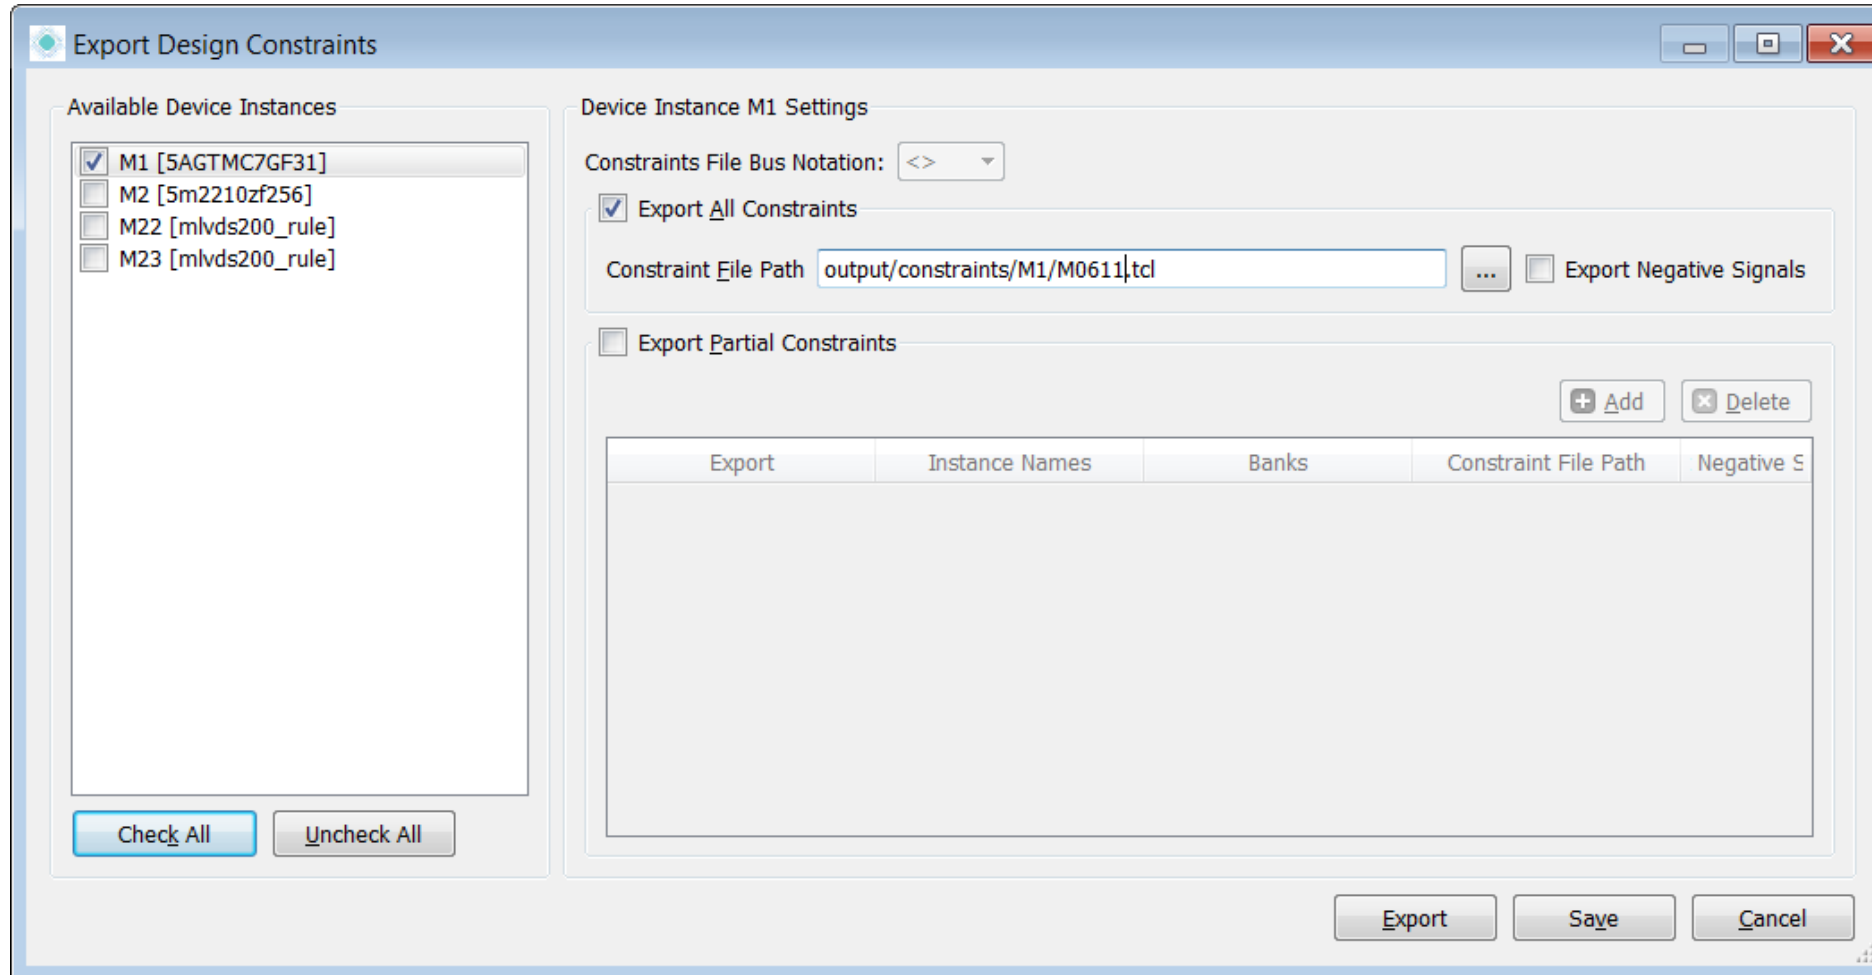 Export Design Constraints
Available Device Instances
M1 [5AGTMC7GF31]
M2 [5m2210zf256]
M22 [mlvds200_rule]
M23 [mlvds200_rule]
Check All
Uncheck All
Device Instance M1 Settings
Constraints File Bus Notation: <>
Export All Constraints
Constraint File Path output/constraints/M1/M0611.tcl ... Export Negative Signals
Export Partial Constraints
Add Delete
Export Instance Names Banks Constraint File Path Negative S
Export Save Cancel